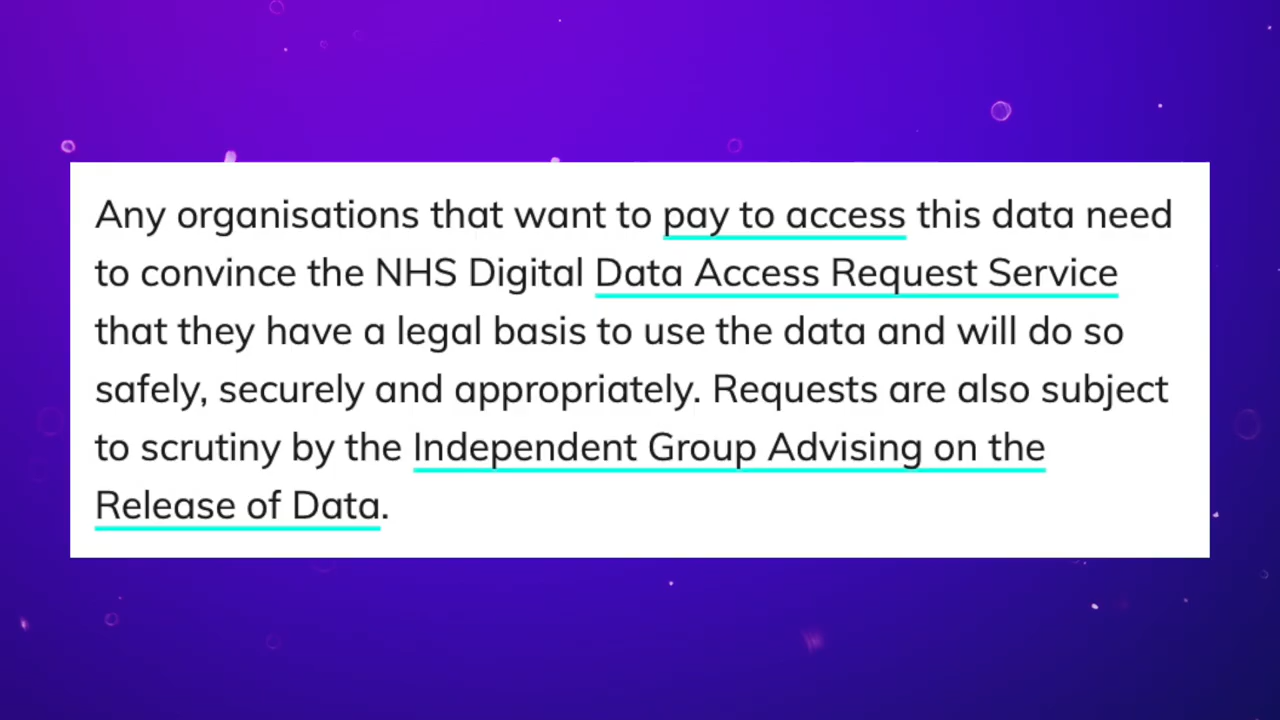 Any organisations that want to pay to access this data need
to convince the NHS Digital Data Access Request Service
that they have a legal basis to use the data and will do so
safely, securely and appropriately. Requests are also subject
to scrutiny by the Independent Group Advising on the
Release of Data.